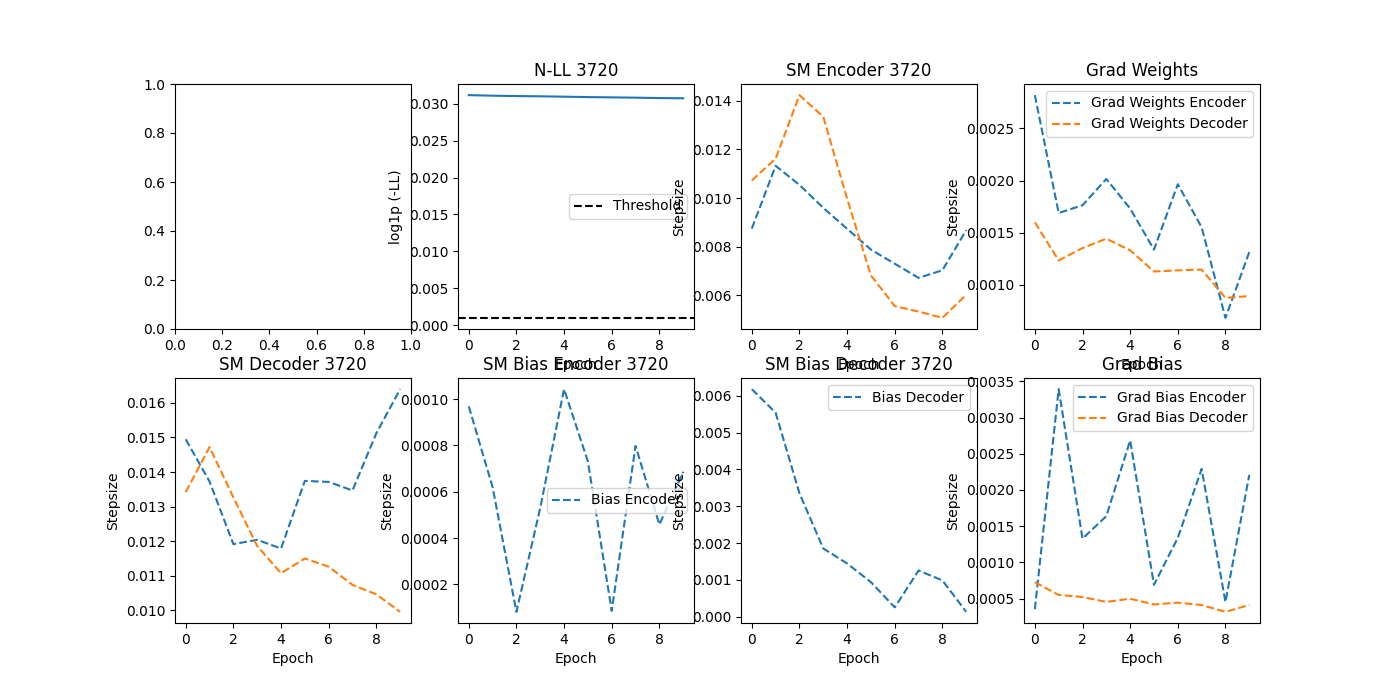 N-LL 3720
SM Encoder 3720
Grad Weights
1.0
0.8
0.6
0.4
0.2
0.0
0.0 0.2 0.4 0.6 0.8 1.0
log1p (-LL)
0.030
0.025
0.020
0.015
0.010
0.005
0.000
Threshold
0 2 4 6 8
Epoch
Stepsize
0.014
0.012
0.010
0.008
0.006
0 2 4 6 8
Stepsize
0.0025
0.0020
0.0015
0.0010
Grad Weights Encoder
Grad Weights Decoder
0 2 4 6 8
Epoch
SM Decoder 3720
SM Bias Encoder 3720
SM Bias Decoder 3720
Grad Bias
Stepsize
0.016
0.015
0.014
0.013
0.012
0.011
0.010
0 2 4 6 8
Epoch
Stepsize
0.0010
0.0008
0.0006
0.0004
0.0002
Bias Encoder
0 2 4 6 8
Stepsize
0.006
0.005
0.004
0.003
0.002
0.001
0.000
Bias Decoder
0 2 4 6 8
Epoch
Stepsize
0.0035
0.0030
0.0025
0.0020
0.0015
0.0010
0.0005
Grad Bias Encoder
Grad Bias Decoder
0 2 4 6 8
Epoch